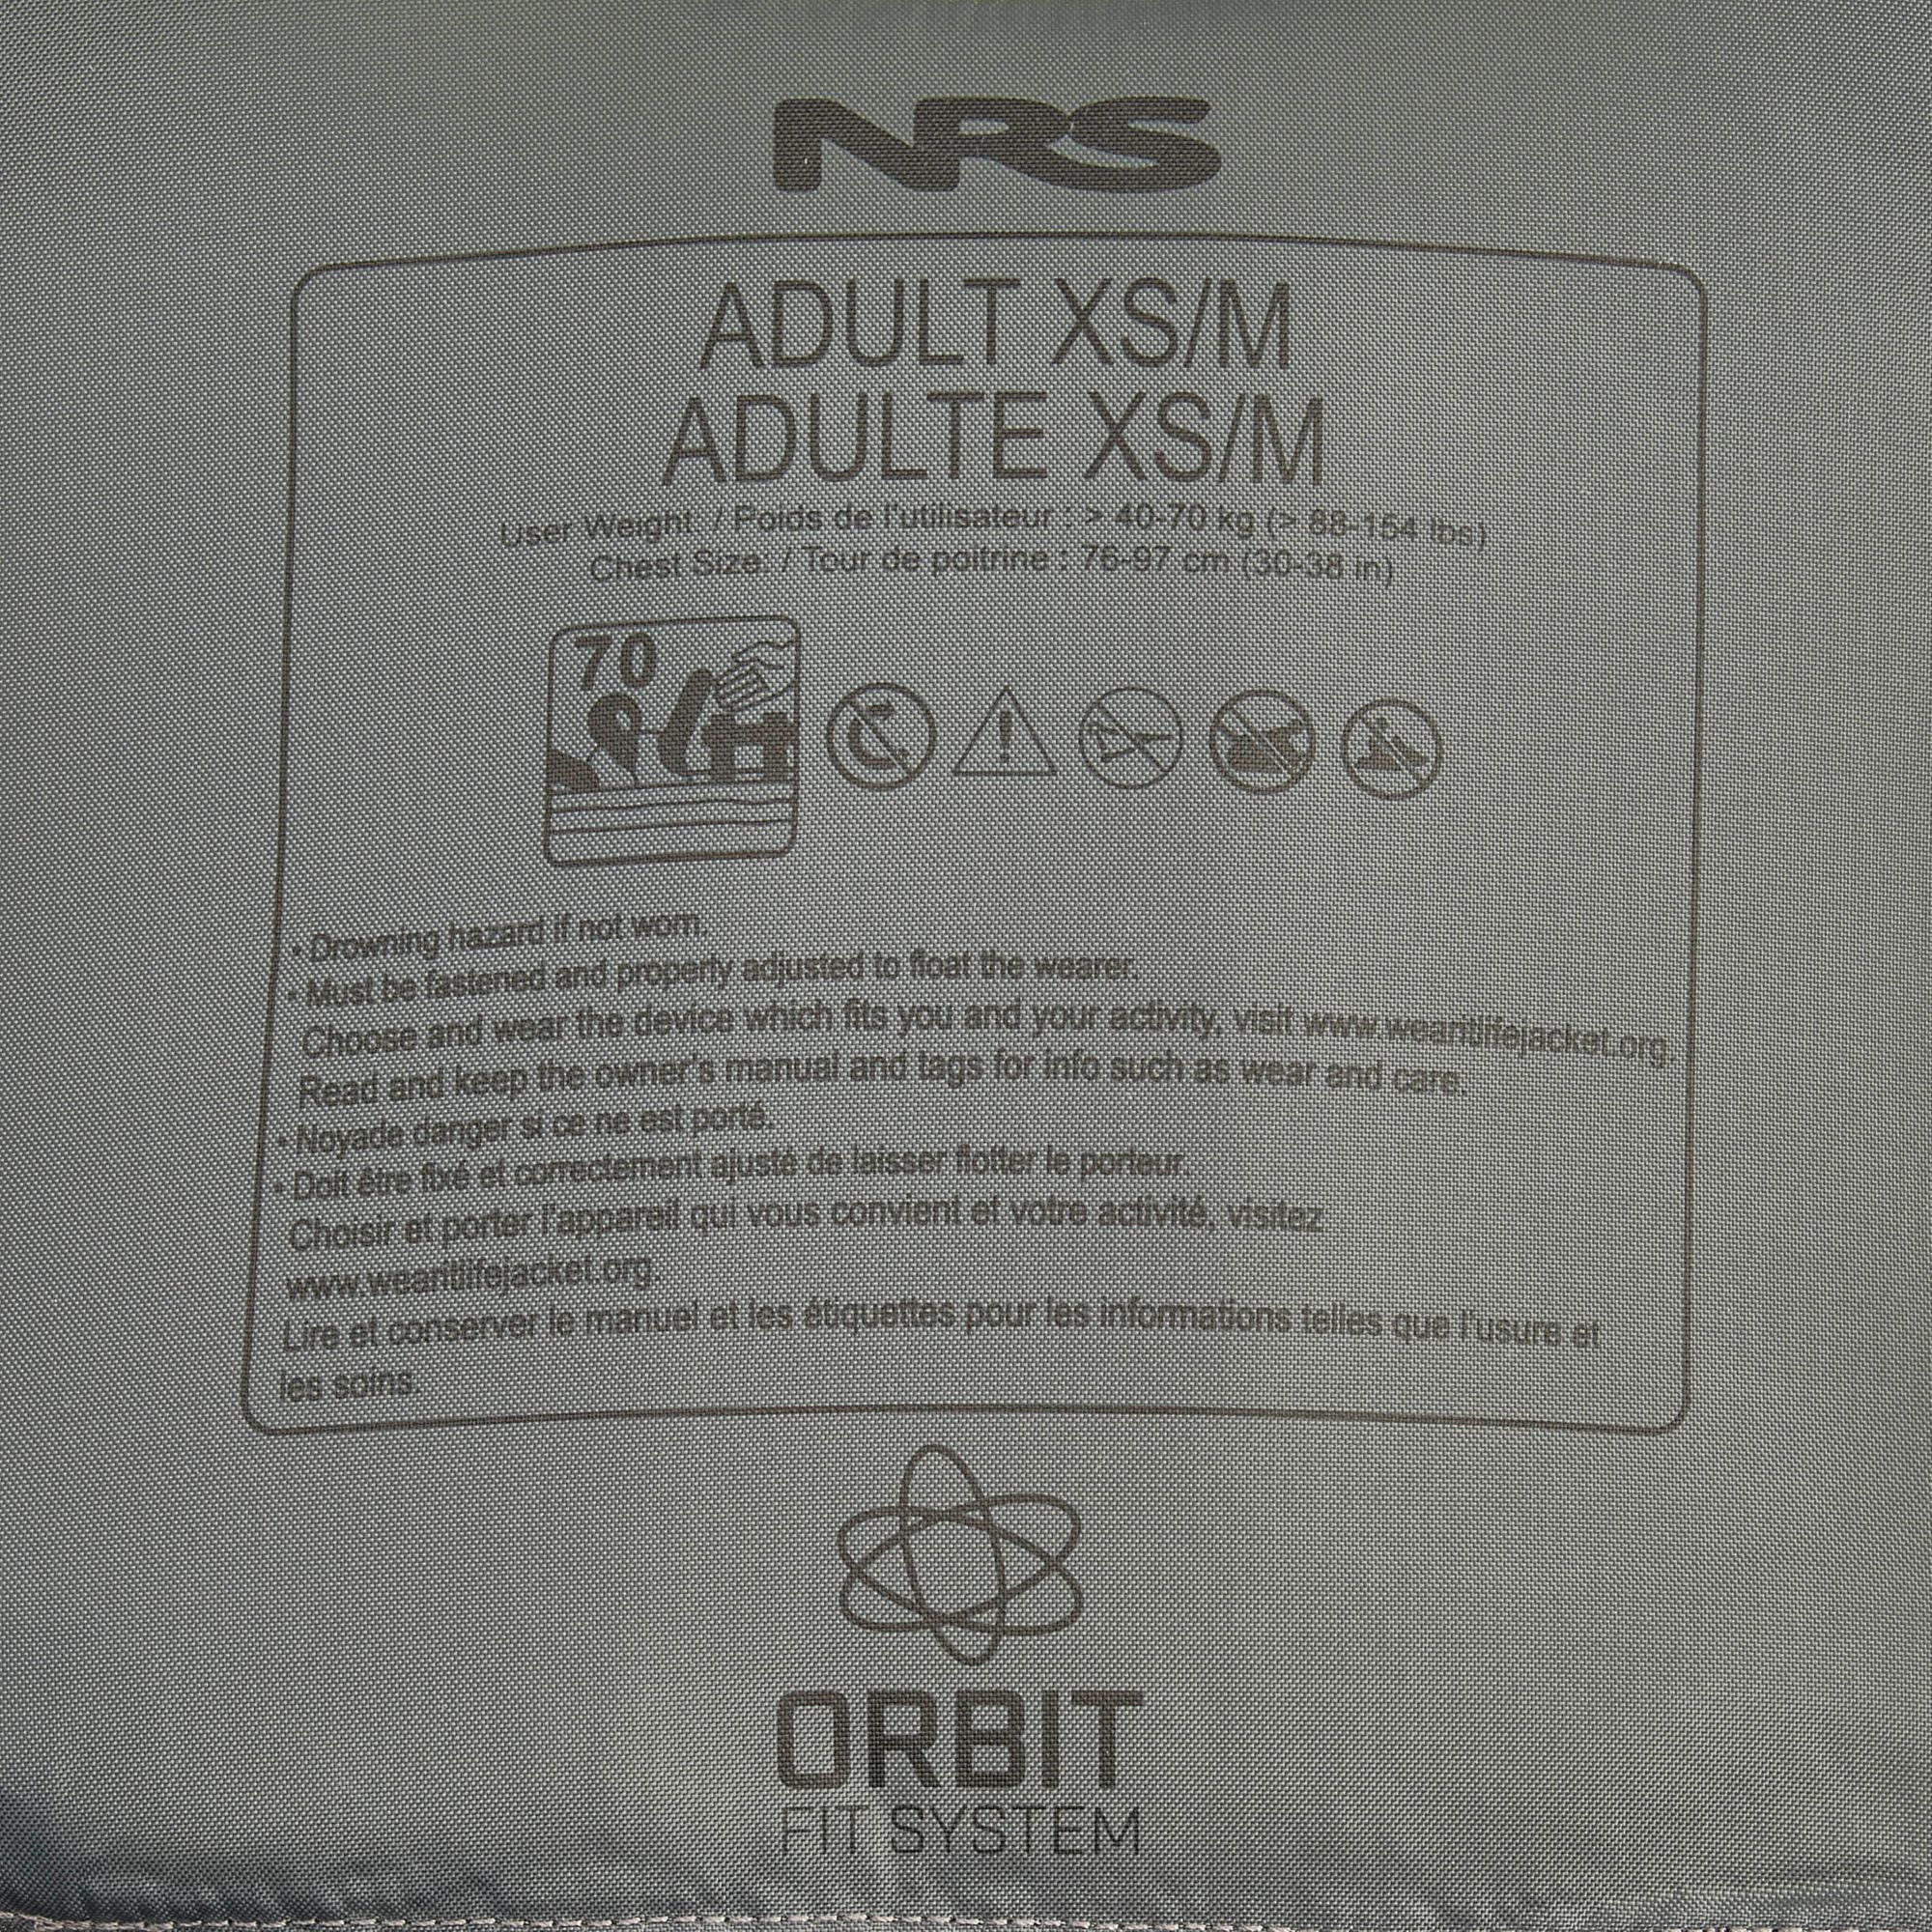 NRS
ADULT XS/M
ADULTE XS/M
User Weight: / Poids de l'utilisateur : > 40-70 kg (> 88-154 lbs)
Chest Size: / Tour de poitrine : 76-97 cm (30-38 in)
70
• Drowning hazard if not worn.
• Must be fastened and properly adjusted to float the wearer.
Choose and wear the device which fits you and your activity, visit www.wearitlifejacket.org.
Read and keep the owner's manual and tags for info such as wear and care.
• Noyade danger si ce ne est porté.
• Doit être fixé et correctement ajusté de laisser flotter le porteur.
Choisir et porter l'appareil qui vous convient et votre activité, visitez
www.wearitlifejacket.org.
Lire et conserver le manuel et les étiquettes pour les informations telles que l'usure et
les soins.
ORBIT
FIT SYSTEM